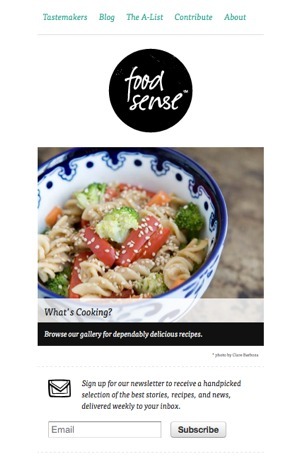 Tastemakers Blog The A-List Contribute About
food
sense™
What's Cooking?
Browse our gallery for dependably delicious recipes.
* photo by Clare Barboza
Sign up for our newsletter to receive a handpicked
selection of the best stories, recipes, and news,
delivered weekly to your inbox.
Email Subscribe